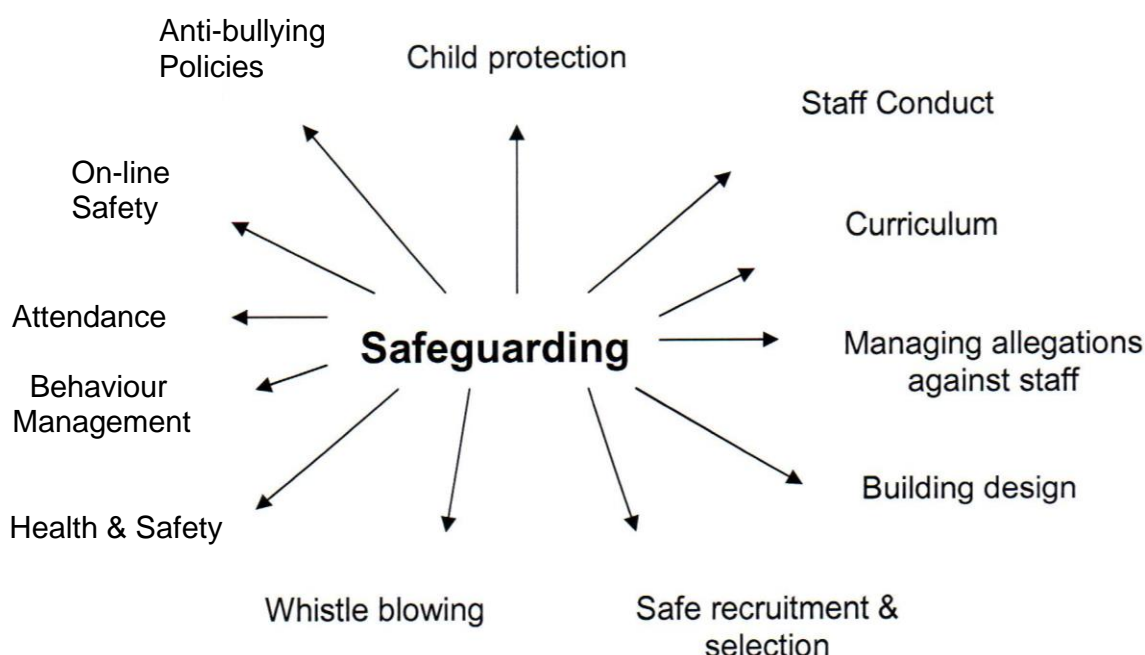 Anti-bullying
Policies
Child protection
Staff Conduct
On-line
Safety
Curriculum
Attendance
Safeguarding
Managing allegations
against staff
Behaviour
Management
Building design
Health & Safety
Whistle blowing
Safe recruitment &
selection